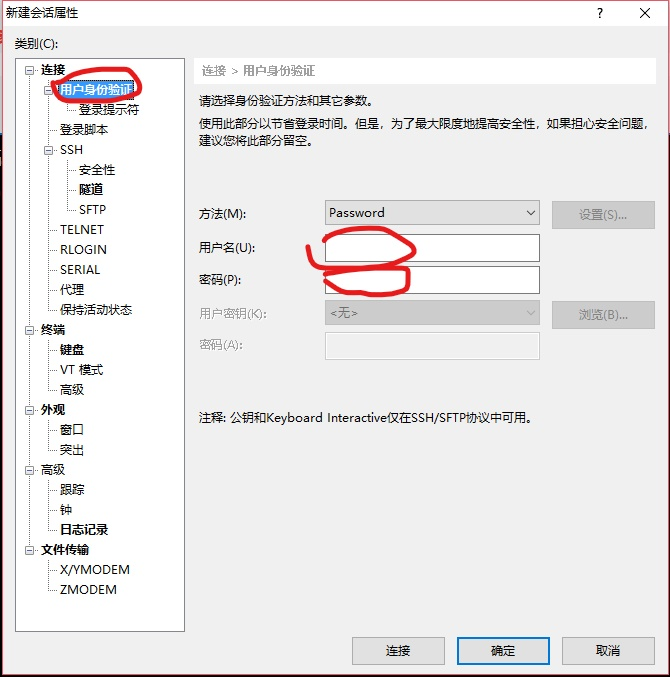 新建会话属性
类别(C):
连接
用户身份验证
登录提示符
登录脚本
SSH
安全性
隧道
SFTP
TELNET
RLOGIN
SERIAL
代理
保持活动状态
终端
键盘
VT 模式
高级
外观
窗口
突出
高级
跟踪
钟
日志记录
文件传输
X/YMODEM
ZMODEM
连接 > 用户身份验证
请选择身份验证方法和其它参数。
使用此部分以节省登录时间。但是，为了最大限度地提高安全性，如果担心安全问题，
建议您将此部分留空。
方法(M):
Password
设置(S)...
用户名(U):
密码(P):
用户密钥(K):
<无>
浏览(B)...
密码(A):
注释: 公钥和Keyboard Interactive仅在SSH/SFTP协议中可用。
连接
确定
取消